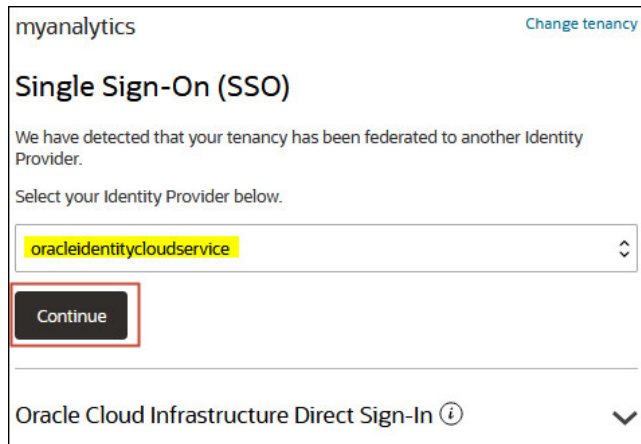 myanalytics
Change tenancy
Single Sign-On (SSO)
We have detected that your tenancy has been federated to another Identity
Provider.
Select your Identity Provider below.
oracleidentitycloudservice
Continue
Oracle Cloud Infrastructure Direct Sign-In i